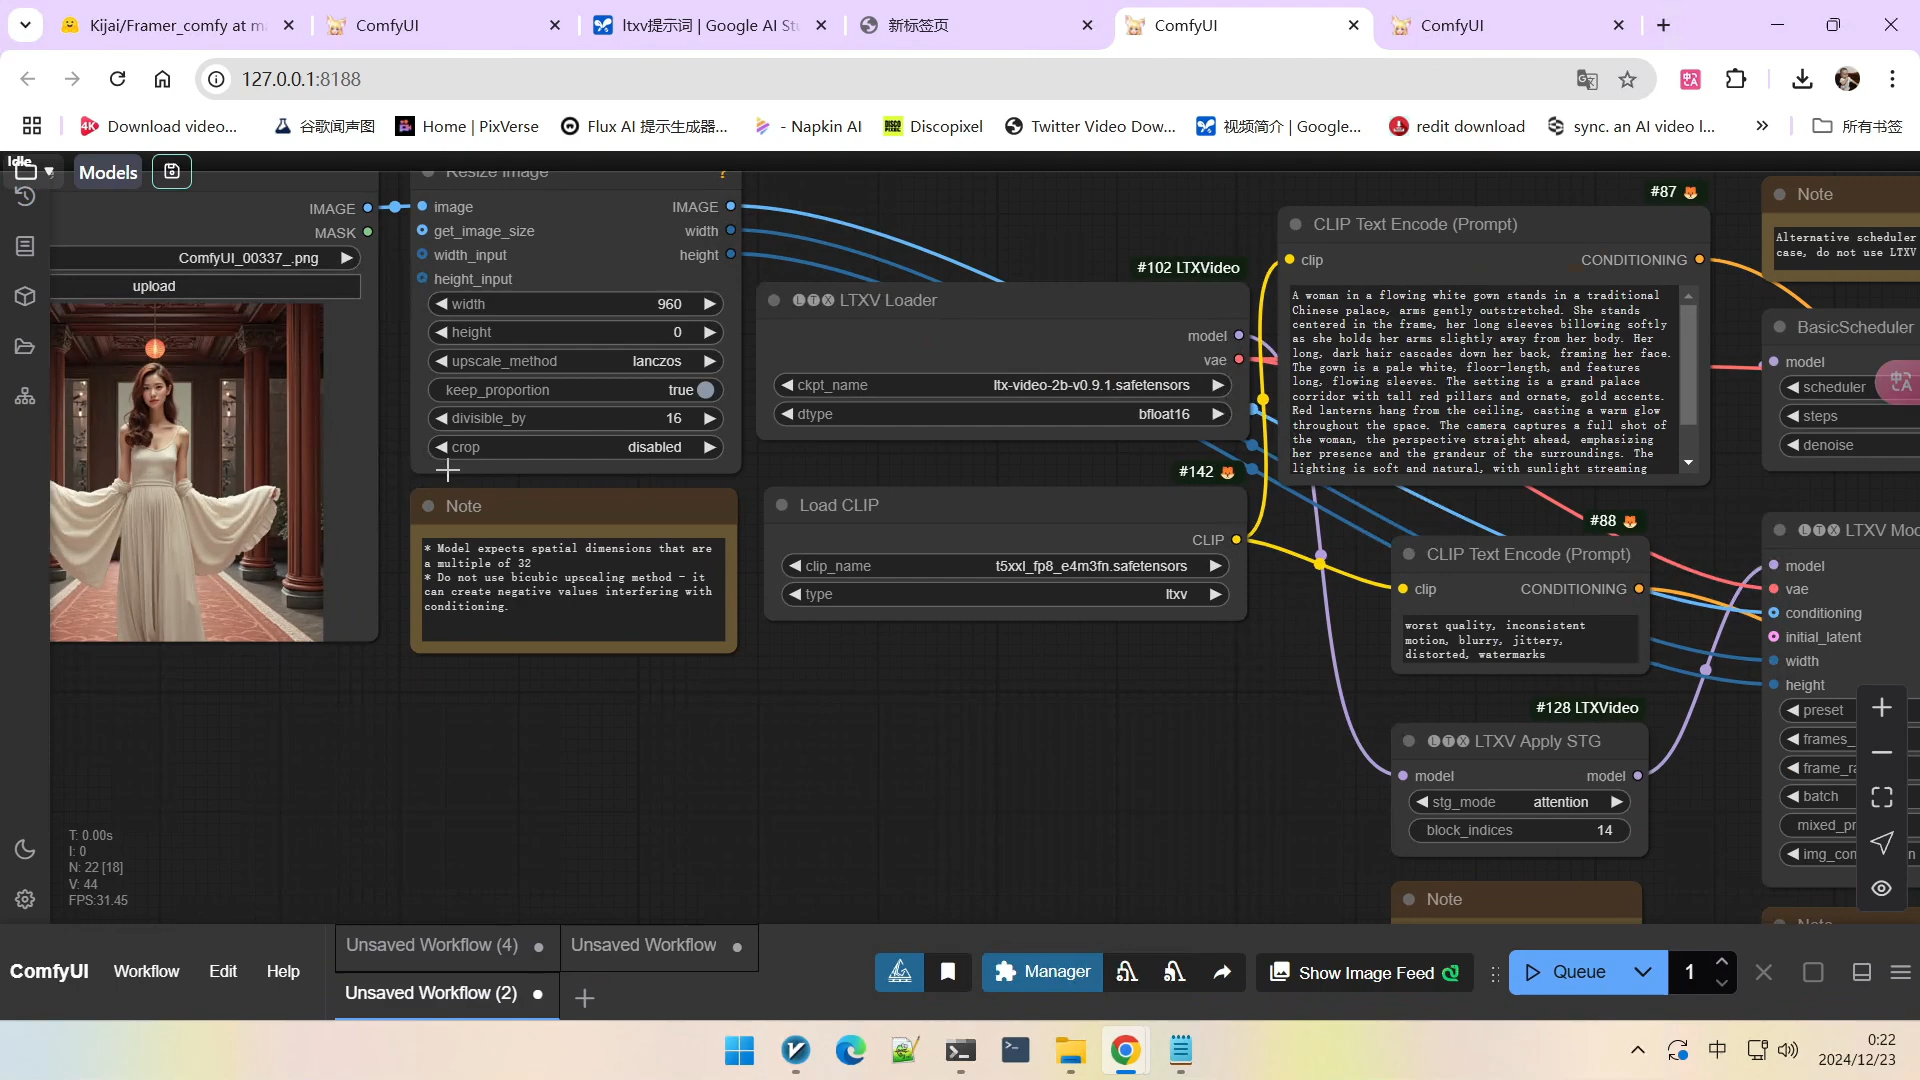 Kijai/Framer_comfy at m
ComfyUI
ltxv提示词 | Google AI St
新标签页
ComfyUI
ComfyUI
127.0.0.1:8188
Download video...
谷歌闻声图
Home | PixVerse
Flux AI 提示生成器...
- Napkin AI
Discopixel
Twitter Video Dow...
视频简介 | Google...
redit download
sync. an AI video l...
所有书签
Idle
Models
IMAGE
MASK
ComfyUI_00337_.png
upload
Resize Image
?
image
IMAGE
get_image_size
width
width_input
height
height_input
width 960
height 0
upscale_method lanczos
keep_proportion true
divisible_by 16
crop disabled
Note
* Model expects spatial dimensions that are
a multiple of 32
* Do not use bicubic upscaling method - it
can create negative values interfering with
conditioning.
#102 LTXVideo
LTX LTXV Loader
model
vae
ckpt_name ltx-video-2b-v0.9.1.safetensors
dtype bfloat16
#142
Load CLIP
CLIP
clip_name t5xxl_fp8_e4m3fn.safetensors
type ltxv
#87
CLIP Text Encode (Prompt)
clip
CONDITIONING
A woman in a flowing white gown stands in a traditional
Chinese palace, arms gently outstretched. She stands
centered in the frame, her long sleeves billowing softly
as she holds her arms slightly away from her body. Her
long, dark hair cascades down her back, framing her face.
The gown is a pale white, floor-length, and features
long, flowing sleeves. The setting is a grand palace
corridor with tall red pillars and ornate, gold accents.
Red lanterns hang from the ceiling, casting a warm glow
throughout the space. The camera captures a full shot of
the woman, the perspective straight ahead, emphasizing
her presence and the grandeur of the surroundings. The
lighting is soft and natural, with sunlight streaming
#88
CLIP Text Encode (Prompt)
clip
CONDITIONING
worst quality, inconsistent
motion, blurry, jittery,
distorted, watermarks
#128 LTXVideo
LTX LTXV Apply STG
model
model
stg_mode attention
block_indices 14
Note
Note
Alternative scheduler
case, do not use LTXV
BasicScheduler
model
scheduler
steps
denoise
LTX LTXV Mo
model
vae
conditioning
initial_latent
width
height
preset
frames_
frame_ra
batch
mixed_pr
img_com
Note
T: 0.00s
I: 0
N: 22 [18]
V: 44
FPS:31.45
ComfyUI
Workflow
Edit
Help
Unsaved Workflow (4)
Unsaved Workflow
Unsaved Workflow (2)
Manager
Show Image Feed
Queue
1
中
0:22
2024/12/23